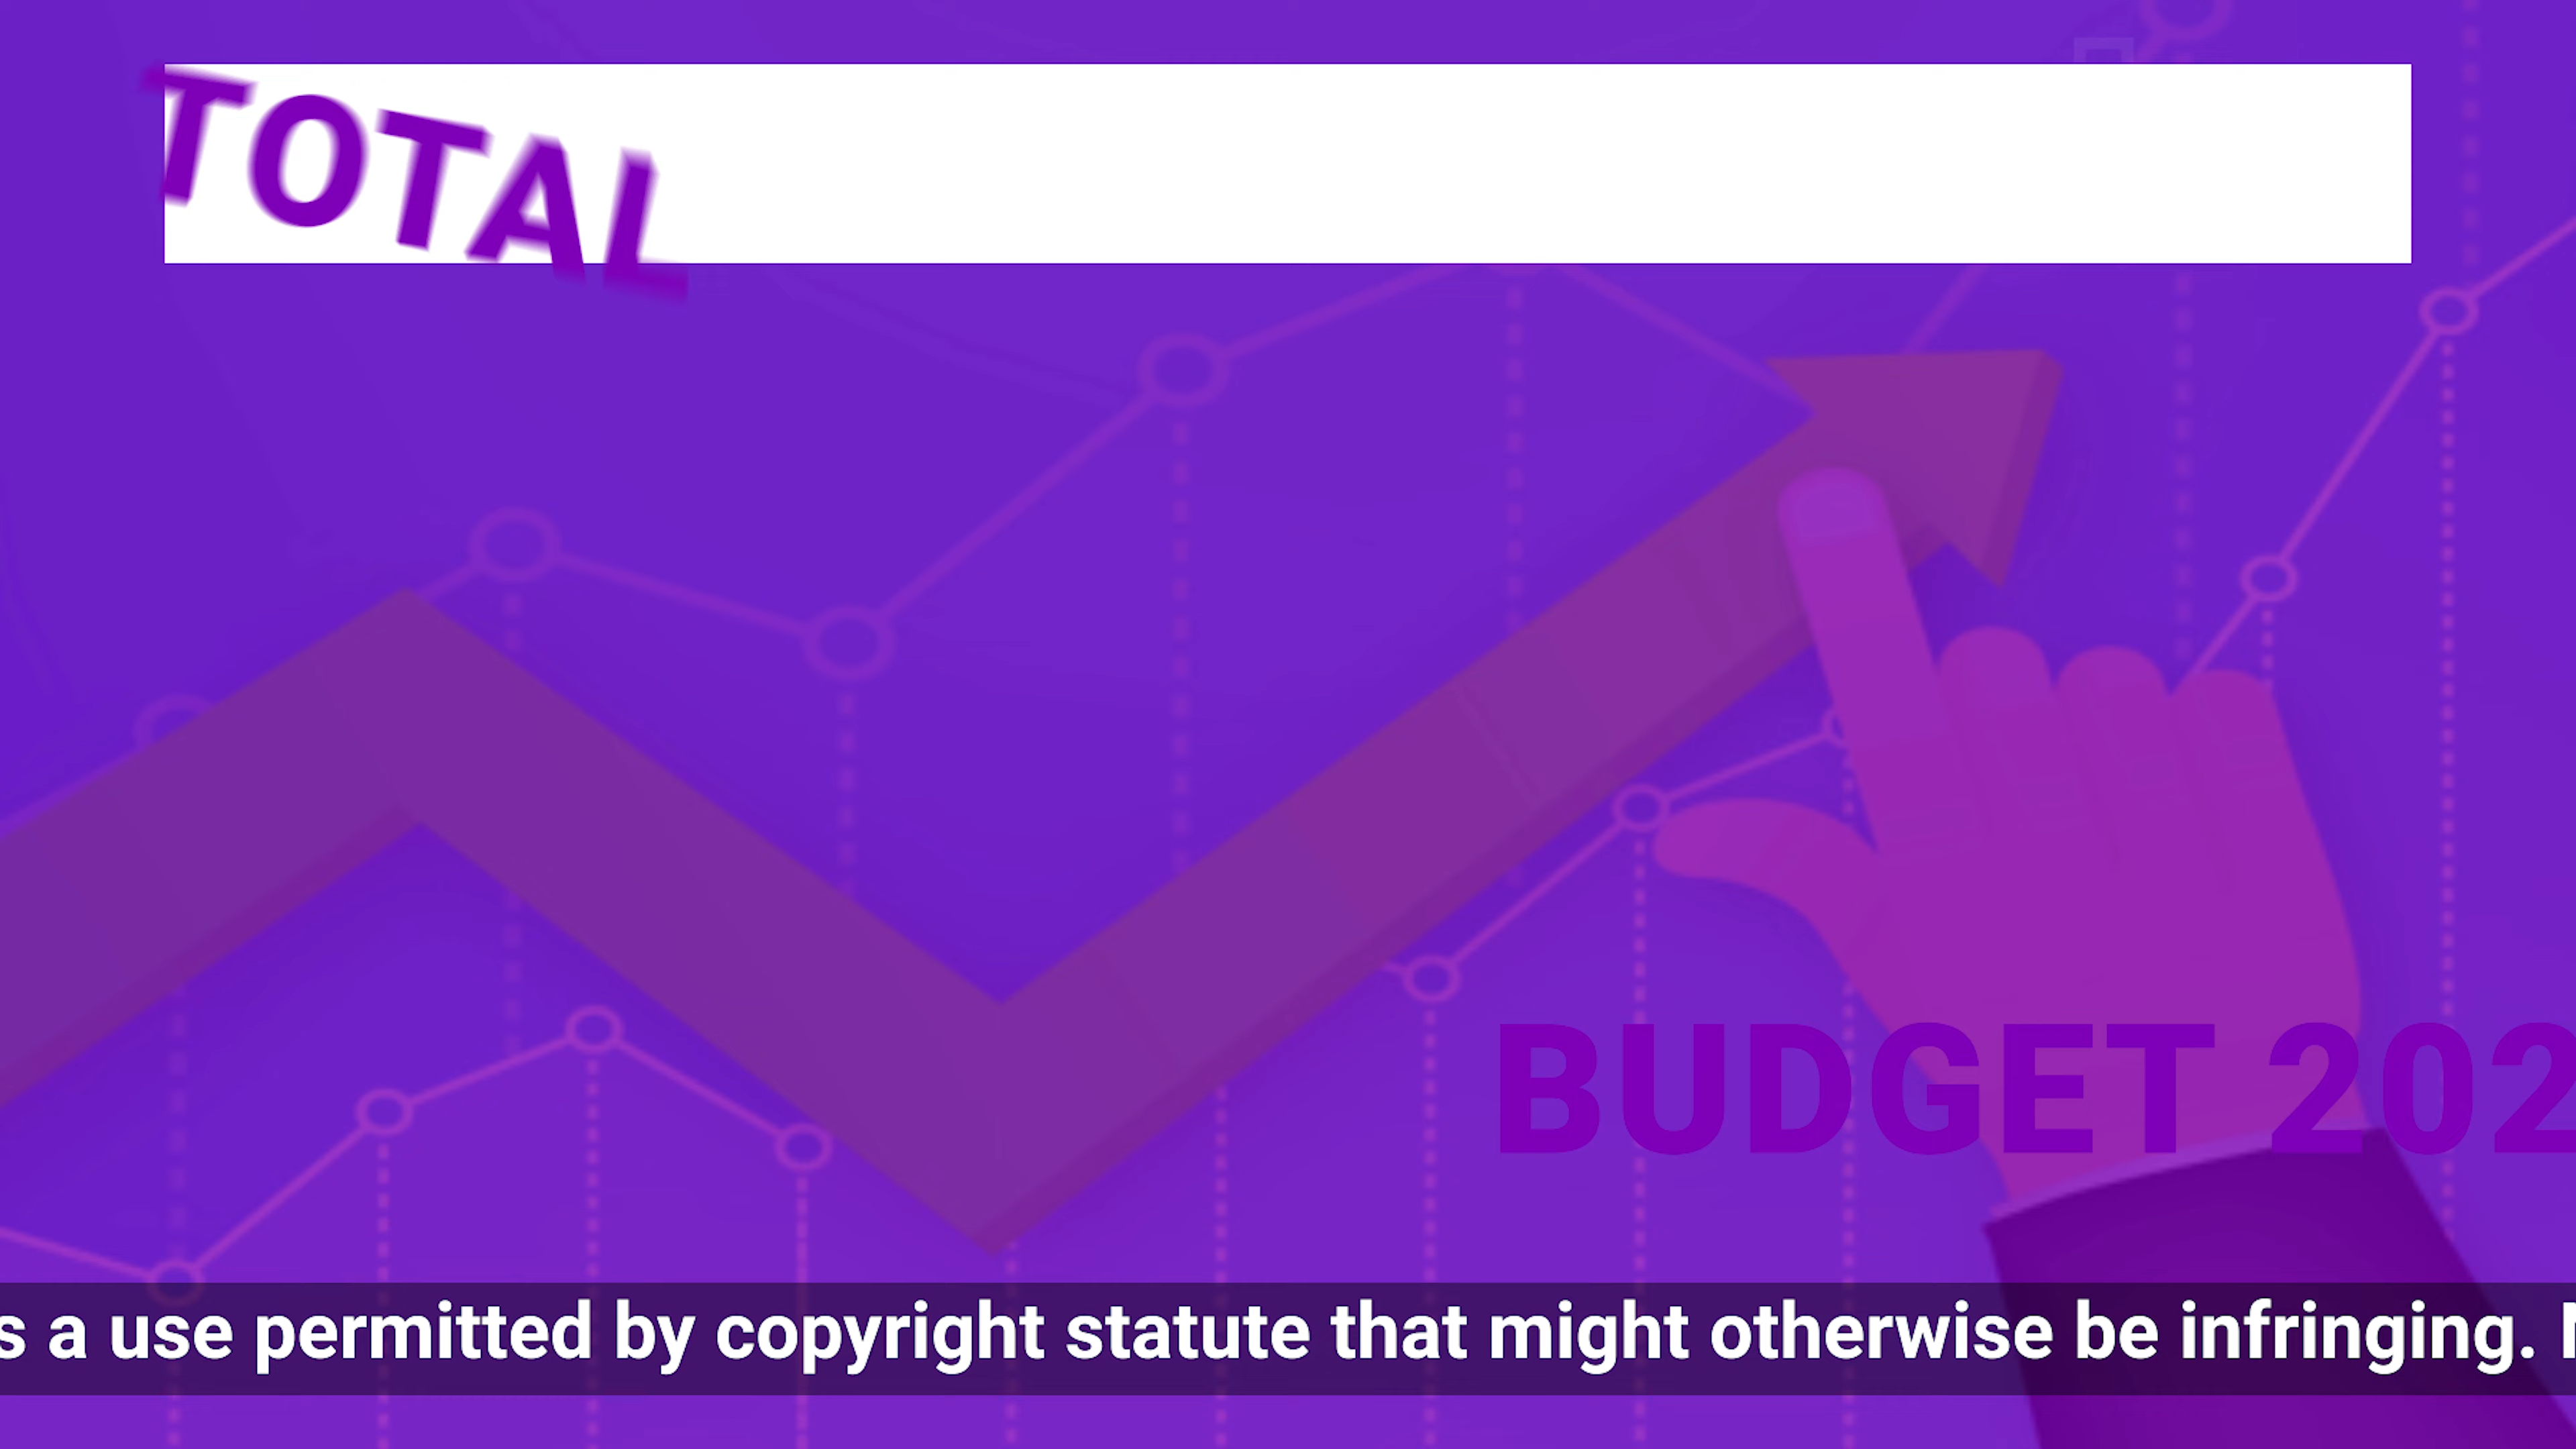 TOTAL
BUDGET 202
s a use permitted by copyright statute that might otherwise be infringing.